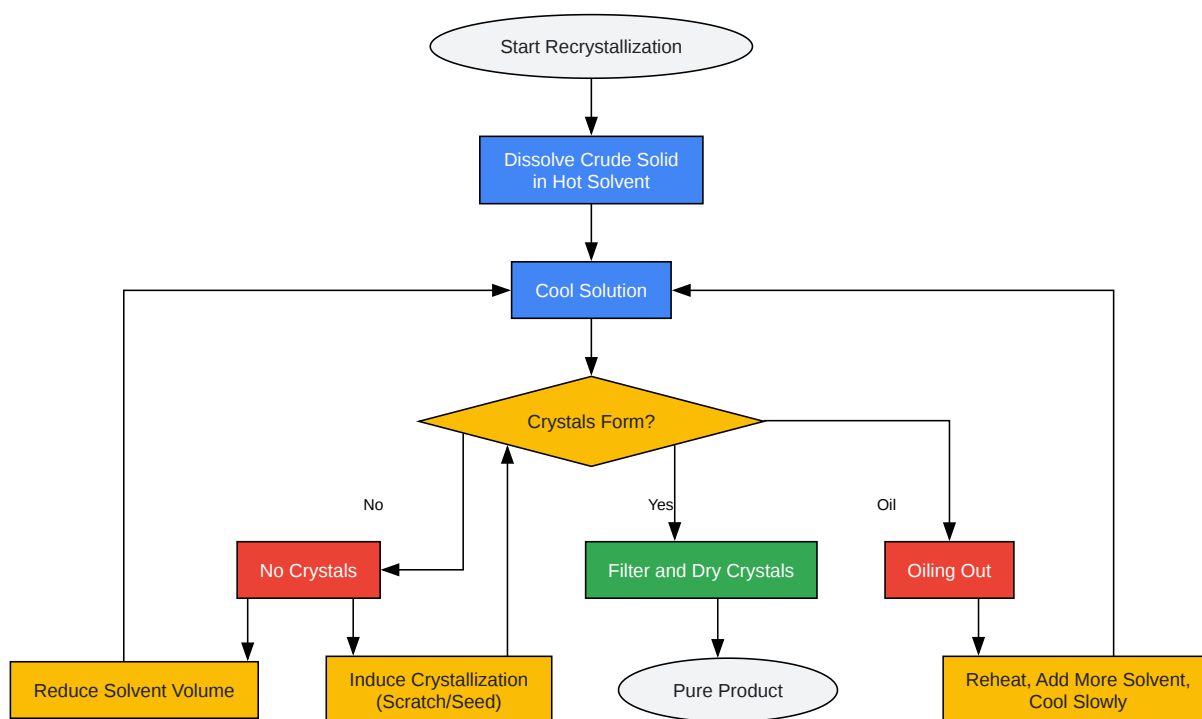 Start Recrystallization
Dissolve Crude Solid
in Hot Solvent
Cool Solution
Crystals Form?
No
Yes
Oil
No Crystals
Filter and Dry Crystals
Oiling Out
Reduce Solvent Volume
Induce Crystallization
(Scratch/Seed)
Pure Product
Reheat, Add More Solvent,
Cool Slowly